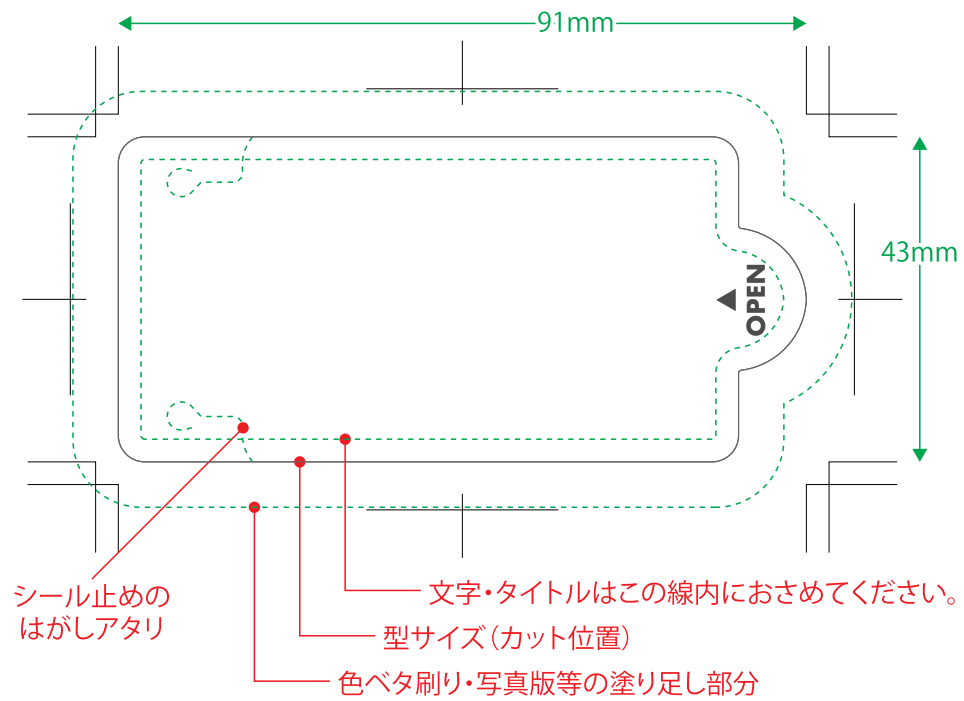 91mm
43mm
OPEN
シール止めの
はがしアタリ
文字・タイトルはこの線内におさめてください。
型サイズ(カット位置)
色ベタ刷り・写真版等の塗り足し部分